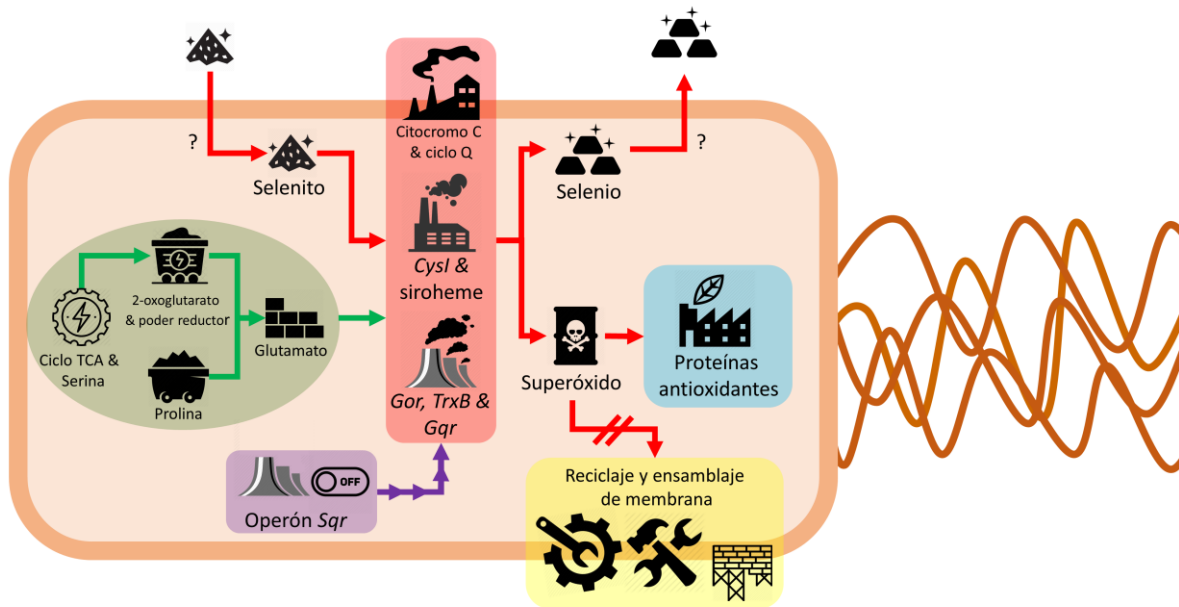 Citocromo C
& ciclo Q
?
Selenito
?
Selenio
CysI &
siroheme
2-oxoglutarato
& poder reductor
Ciclo TCA &
Serina
Glutamato
Prolina
Superóxido
Proteínas
antioxidantes
Gor, TrxB &
Gqr
OFF
Operón Sqr
Reciclaje y ensamblaje
de membrana